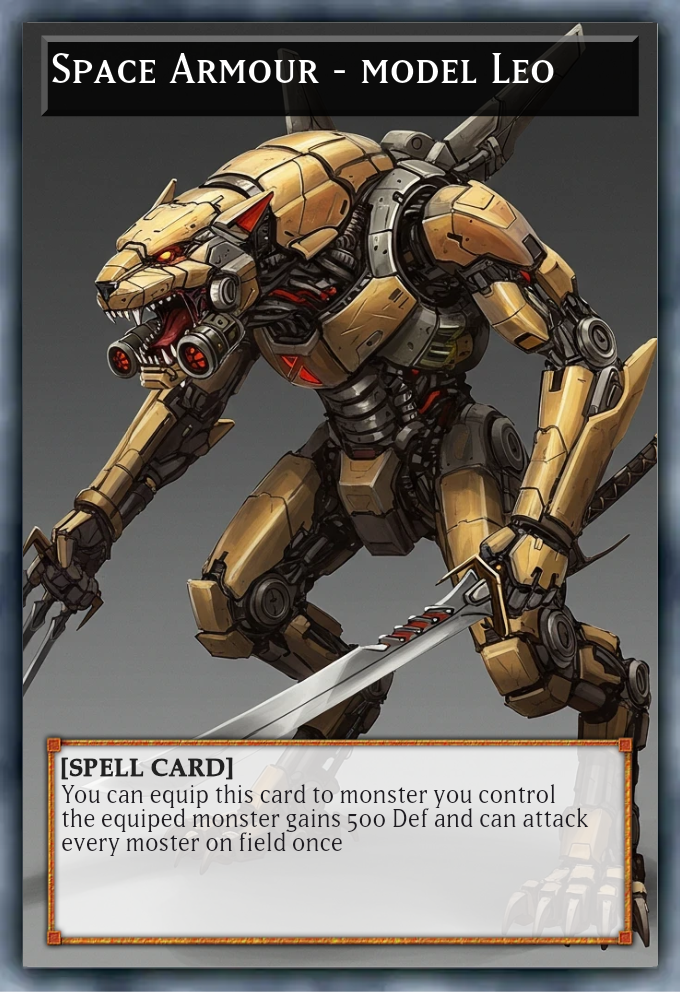 Space Armour - model Leo
[SPELL CARD]
You can equip this card to monster you control
the equiped monster gains 500 Def and can attack
every moster on field once